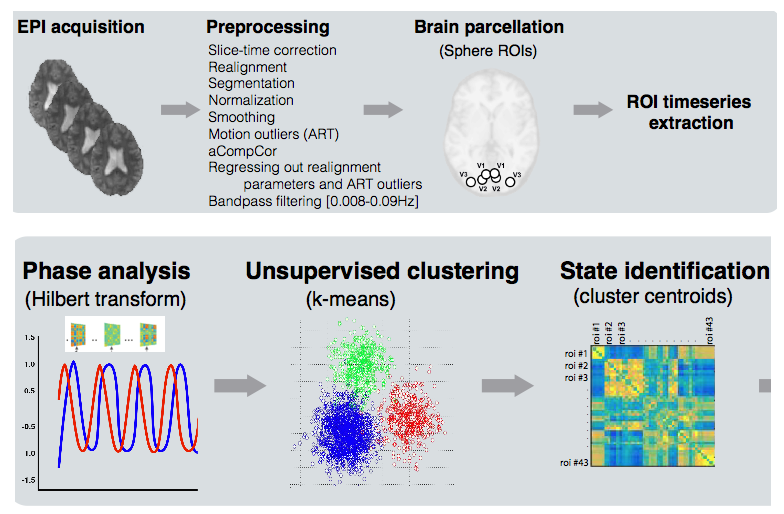 EPI acquisition
Preprocessing
Slice-time correction
Realignment
Segmentation
Normalization
Smoothing
Motion outliers (ART)
aCompCor
Regressing out realignment
parameters and ART outliers
Bandpass filtering [0.008-0.09Hz]
Brain parcellation
(Sphere ROIs)
V1 V1
V3 V3
V2 V2
ROI timeseries
extraction
Phase analysis
(Hilbert transform)
1.5
1.0
0.5
-0.5
1.0
-1.5
Unsupervised clustering
(k-means)
State identification
(cluster centroids)
roi #1
roi #2
roi #3
roi #43
roi #1
roi #2
roi #3
roi #43